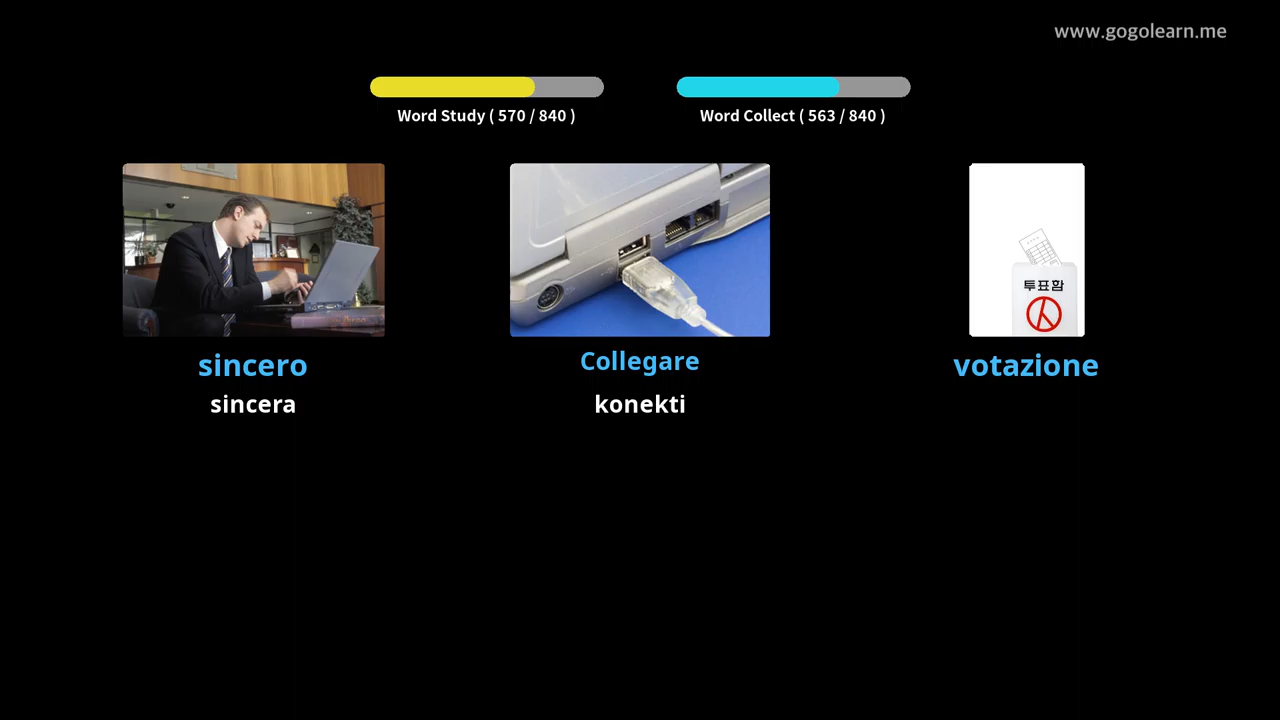 www.gogolearn.me
Word Study ( 570 / 840 )
Word Collect ( 563 / 840 )
투표함
sincero
Collegare
votazione
sincera
konekti